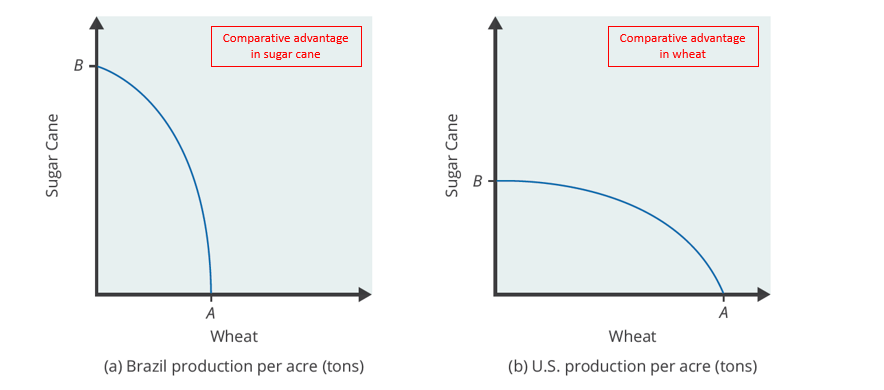 Comparative advantage
in sugar cane
B
Sugar Cane
A
Wheat
(a) Brazil production per acre (tons)
Comparative advantage
in wheat
B
Sugar Cane
A
Wheat
(b) U.S. production per acre (tons)